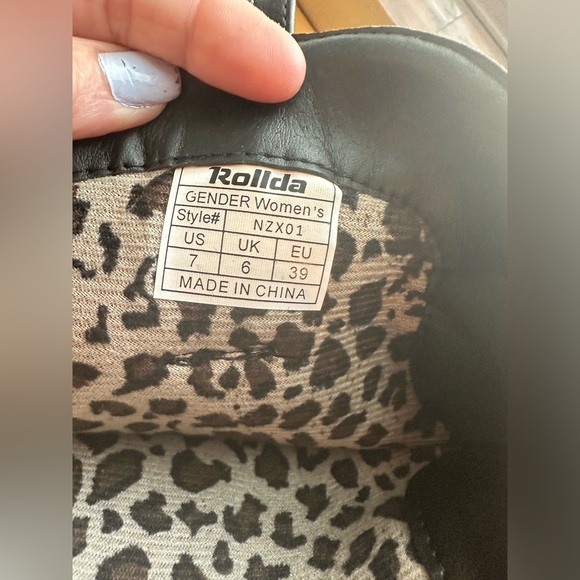 Rollda
GENDER Women's
Style# NZX01
US UK EU
7 6 39
MADE IN CHINA